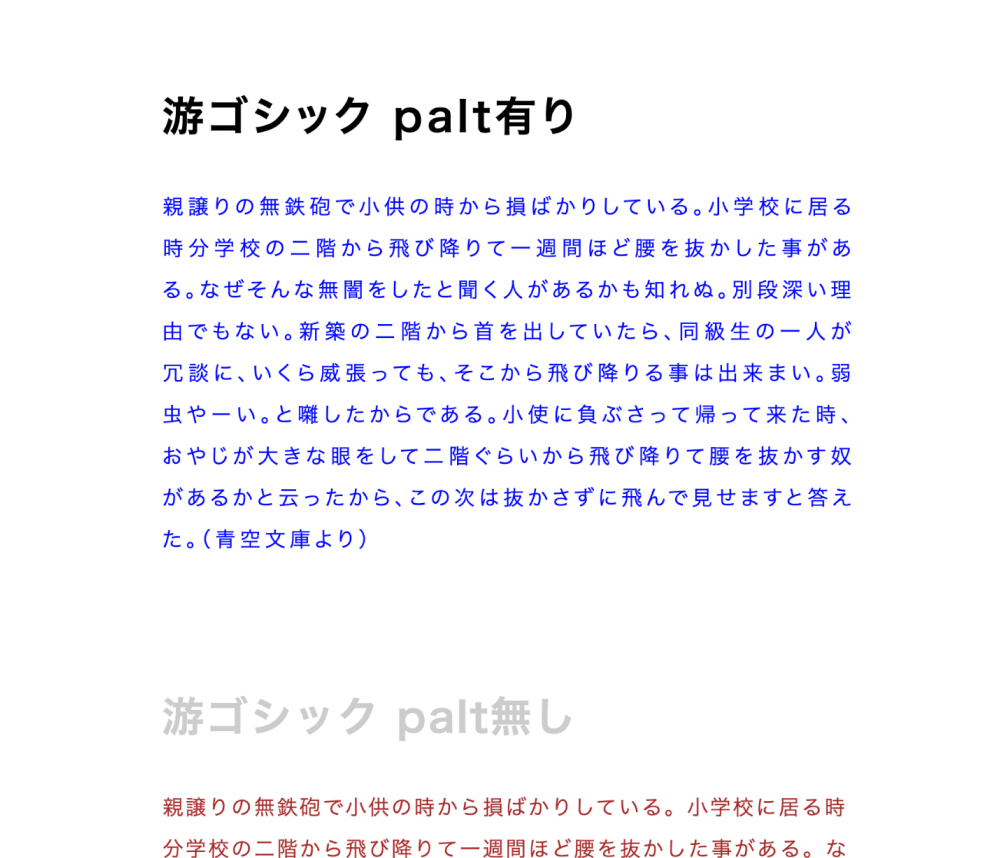 游ゴシック palt有り
親譲りの無鉄砲で小供の時から損ばかりしている。小学校に居る
時分学校の二階から飛び降りて一週間ほど腰を抜かした事があ
る。なぜそんな無闇をしたと聞く人があるかも知れぬ。別段深い理
由でもない。新築の二階から首を出していたら、同級生の一人が
冗談に、いくら威張っても、そこから飛び降りる事は出来まい。弱
虫やーい。と囃したからである。小使に負ぶさって帰って来た時、
おやじが大きな眼をして二階ぐらいから飛び降りて腰を抜かす奴
があるかと云ったから、この次は抜かさずに飛んで見せますと答え
た。（青空文庫より）
游ゴシック palt無し
親譲りの無鉄砲で小供の時から損ばかりしている。小学校に居る時
分学校の二階から飛び降りて一週間ほど腰を抜かした事がある。な